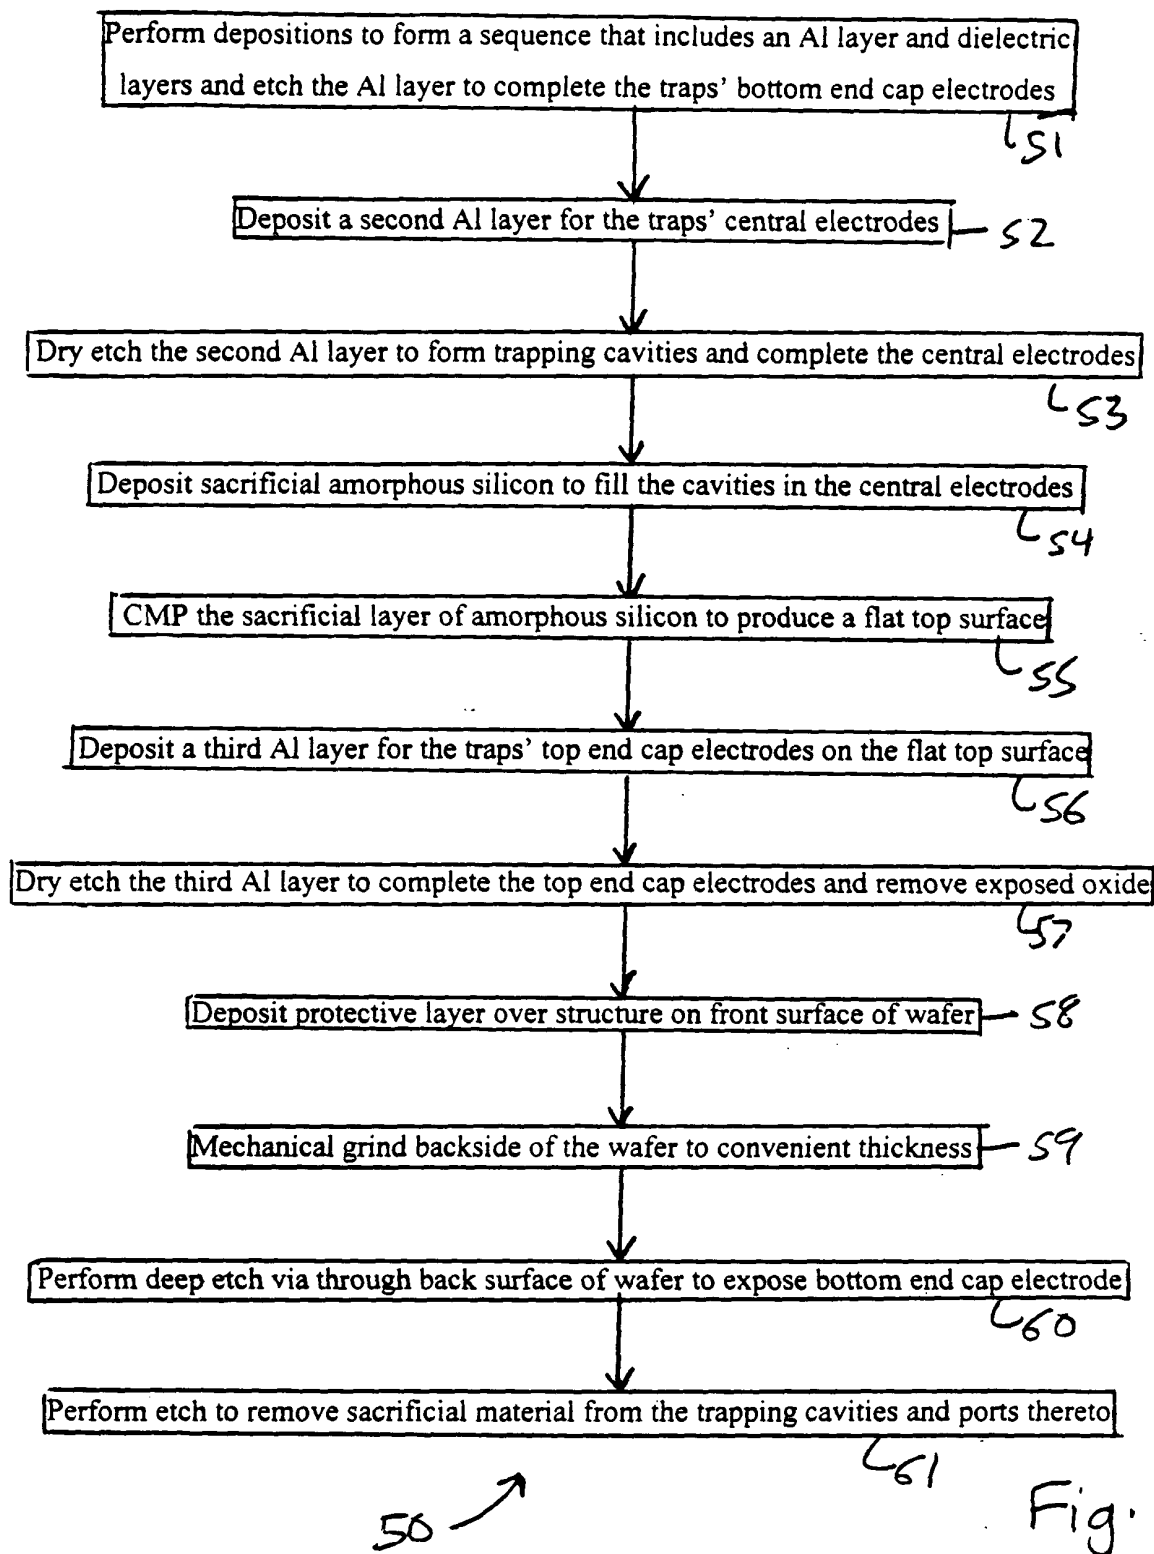 Perform depositions to form a sequence that includes an Al layer and dielectric
layers and etch the Al layer to complete the traps' bottom end cap electrodes
51
Deposit a second Al layer for the traps' central electrodes
52
Dry etch the second Al layer to form trapping cavities and complete the central electrodes
53
Deposit sacrificial amorphous silicon to fill the cavities in the central electrodes
54
CMP the sacrificial layer of amorphous silicon to produce a flat top surface
55
Deposit a third Al layer for the traps' top end cap electrodes on the flat top surface
56
Dry etch the third Al layer to complete the top end cap electrodes and remove exposed oxide
57
Deposit protective layer over structure on front surface of wafer
58
Mechanical grind backside of the wafer to convenient thickness
59
Perform deep etch via through back surface of wafer to expose bottom end cap electrode
60
Perform etch to remove sacrificial material from the trapping cavities and ports thereto
61
50
Fig.